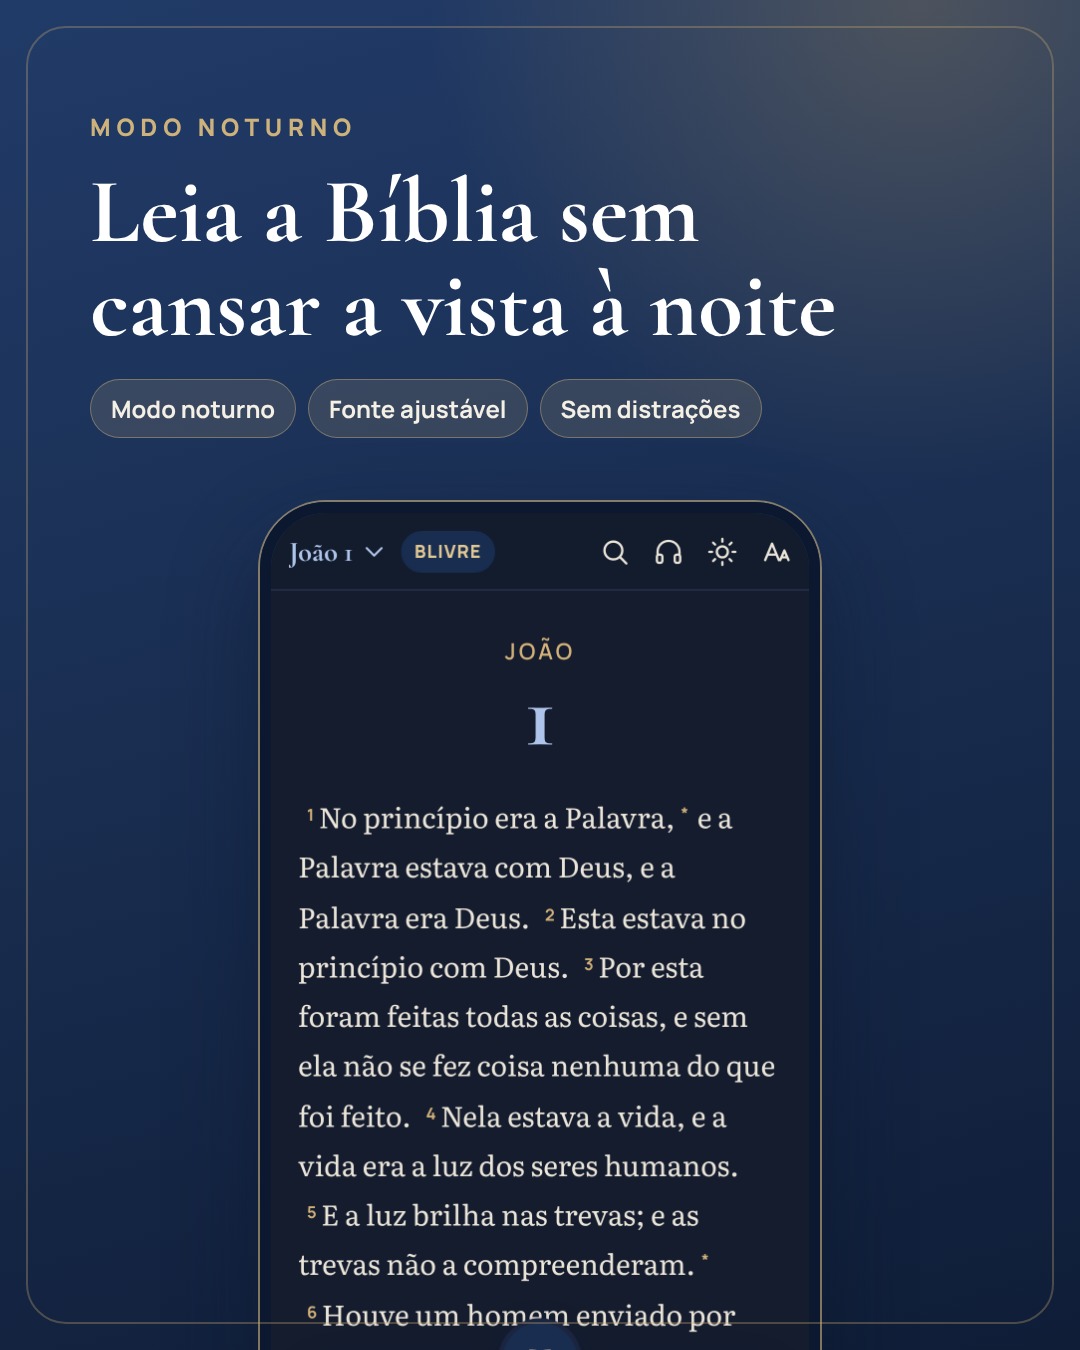 MODO NOTURNO
Leia a Bíblia sem
cansar a vista à noite
Modo noturno Fonte ajustável Sem distrações
João 1 BLIVRE AA
JOÃO
1
1 No princípio era a Palavra, * e a
Palavra estava com Deus, e a
Palavra era Deus. 2 Esta estava no
princípio com Deus. 3 Por esta
foram feitas todas as coisas, e sem
ela não se fez coisa nenhuma do que
foi feito. 4 Nela estava a vida, e a
vida era a luz dos seres humanos.
5 E a luz brilha nas trevas; e as
trevas não a compreenderam. *
6 Houve um homem enviado por